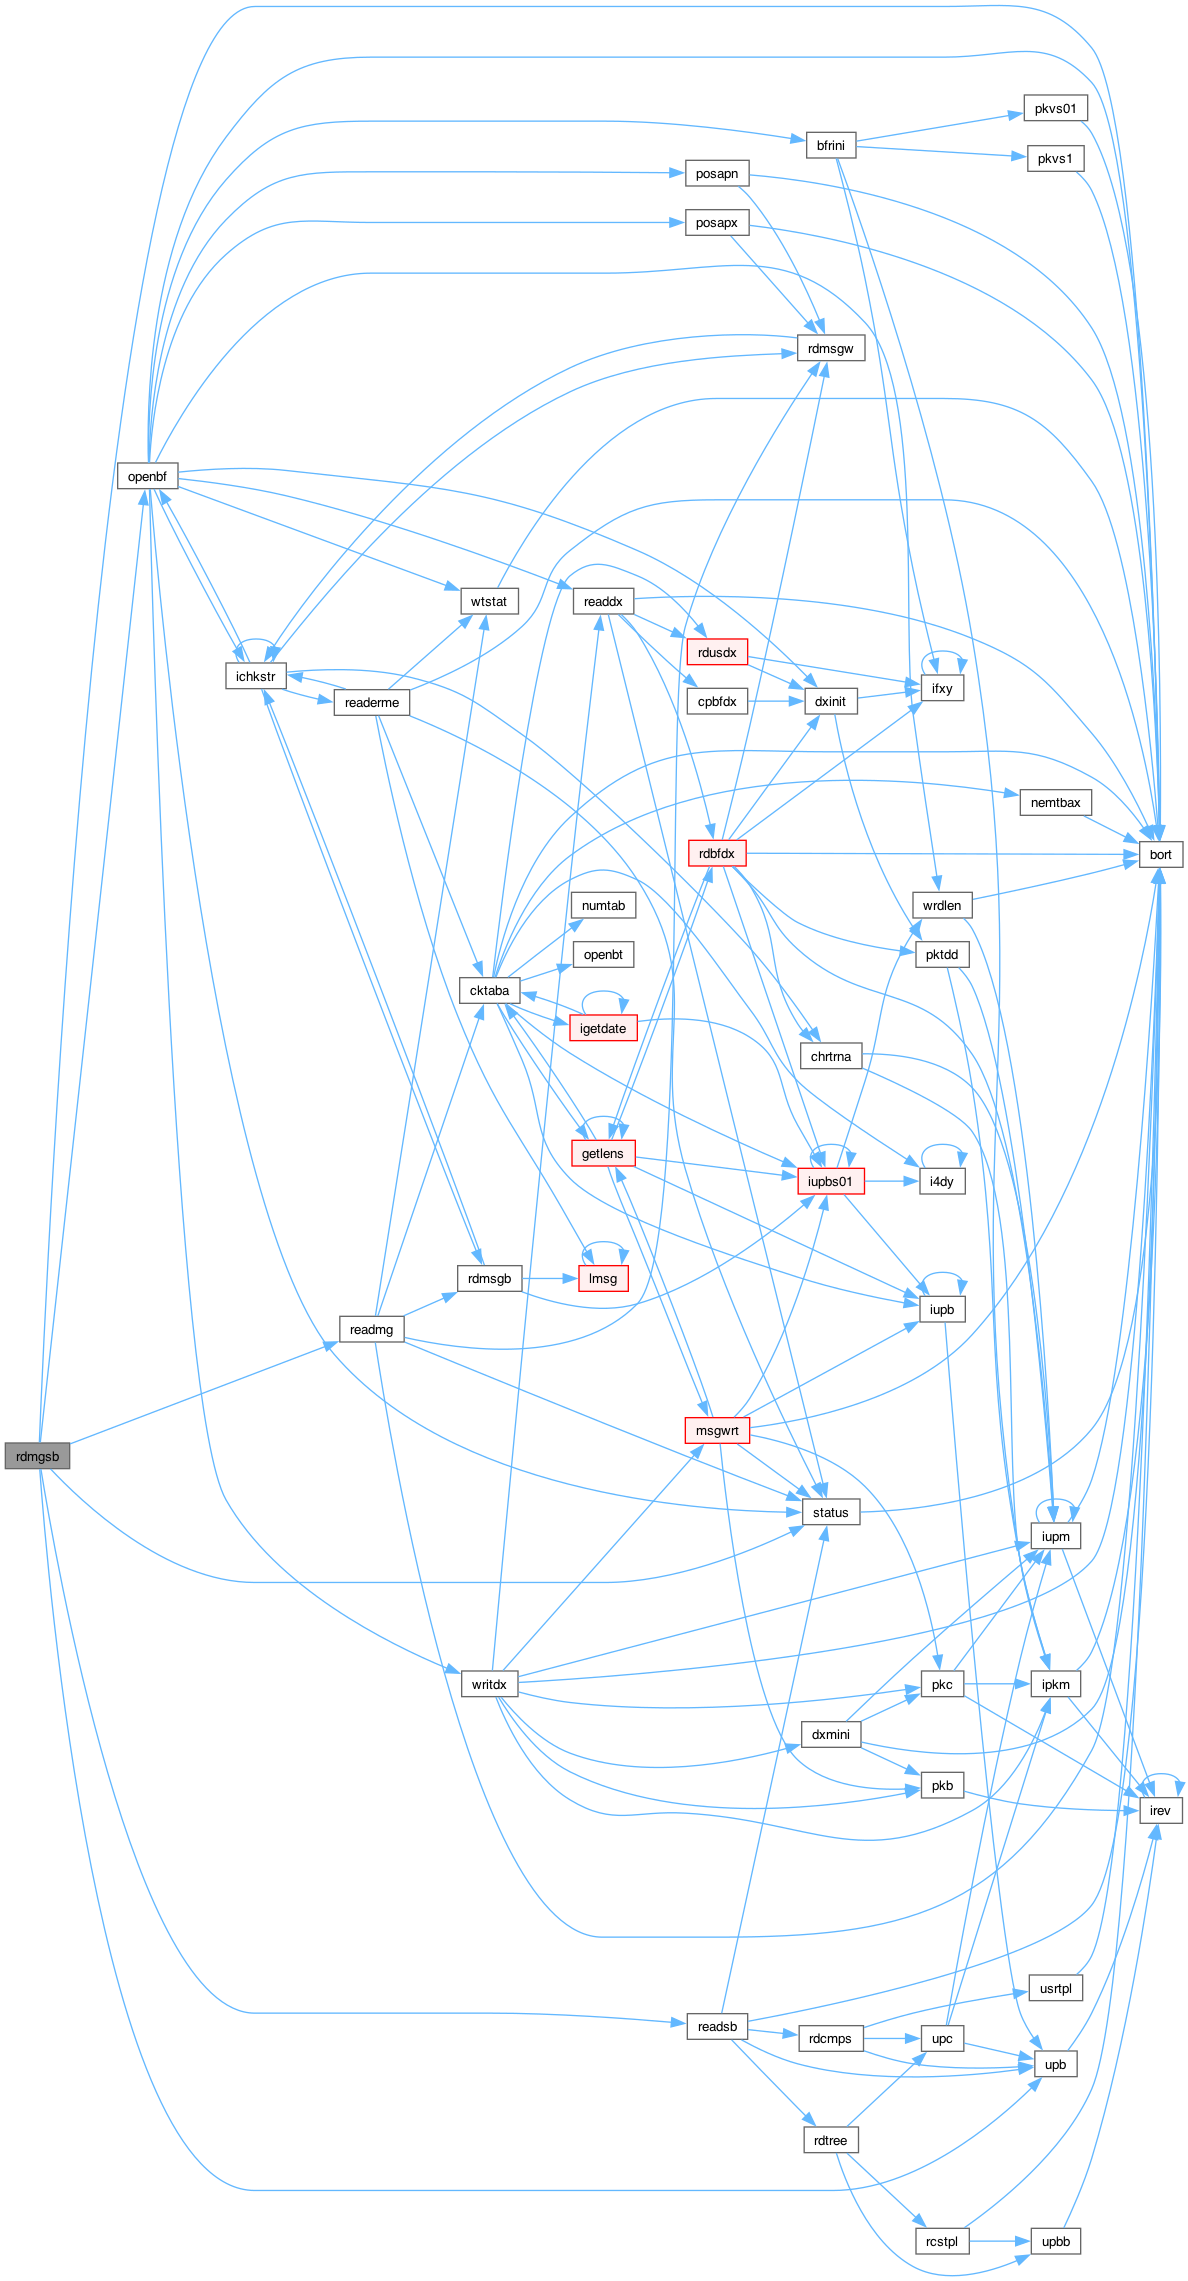 pkvs01
bfrini
pkvs1
posapn
posapx
rdmsgw
openbf
wtstat
readdx
rdusdx
ichkstr
ifxy
readerme
cpbfdx
dxinit
nemtbax
rdbfdx
bort
numtab
wrdlen
openbt
pktdd
cktaba
igetdate
chrtrna
getlens
iupbs01
i4dy
rdmsgb
lmsg
iupb
readmg
msgwrt
rdmgsb
status
iupm
writdx
pkc
ipkm
dxmini
pkb
irev
usrtpl
readsb
rdcmps
upc
upb
rdtree
rcstpl
upbb